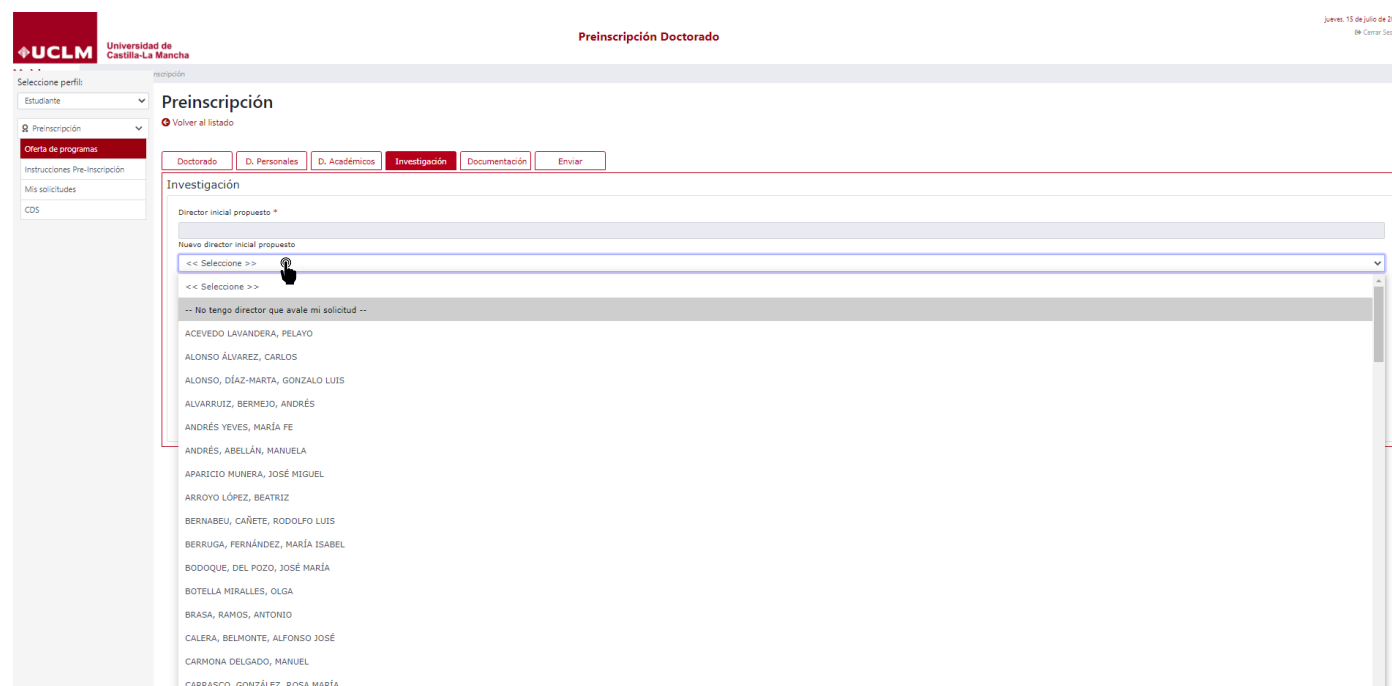 jueves, 15 de julio de
UCLM
Universidad de
Castilla-La Mancha
Preinscripción Doctorado
Cerrar
Seleccione perfil:
Estudiante
Preinscripción
Volver al listado
Preinscripción
Oferta de programas
Instrucciones Pre-Inscripción
Mis solicitudes
CDS
Doctorado
D. Personales
D. Académicos
Investigación
Documentación
Enviar
Investigación
Director inicial propuesto *
Nuevo director inicial propuesto
<< Seleccione >>
<< Seleccione >>
-- No tengo director que avale mi solicitud --
ACEVEDO LAVANDERA, PELAYO
ALONSO ÁLVAREZ, CARLOS
ALONSO, DÍAZ-MARTA, GONZALO LUIS
ALVARRUIZ, BERMEJO, ANDRÉS
ANDRÉS YEVES, MARÍA FE
ANDRÉS, ABELLÁN, MANUELA
APARICIO MUNERA, JOSÉ MIGUEL
ARROYO LÓPEZ, BEATRIZ
BERNABEU, CAÑETE, RODOLFO LUIS
BERRUGA, FERNÁNDEZ, MARÍA ISABEL
BODOQUE, DEL POZO, JOSÉ MARÍA
BOTELLA MIRALLES, OLGA
BRASA, RAMOS, ANTONIO
CALERA, BELMONTE, ALFONSO JOSÉ
CARMONA DELGADO, MANUEL
CARRASCO, GONZÁLEZ, ROSA MARÍA